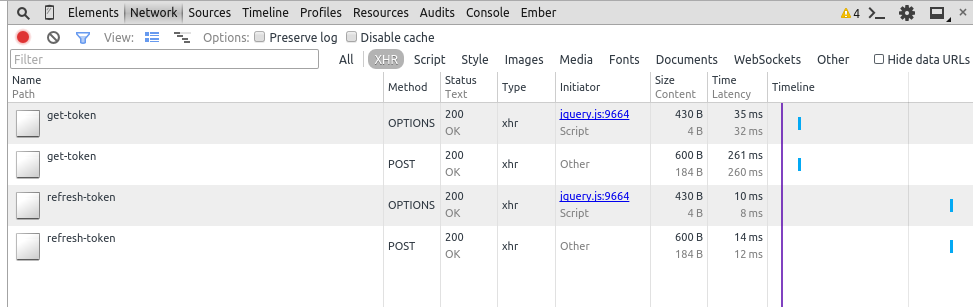 Elements Network Sources Timeline Profiles Resources Audits Console Ember 4
View: Options: Preserve log Disable cache
Filter All XHR Script Style Images Media Fonts Documents WebSockets Other Hide data URLs
Name Method Status Type Initiator Size Time Timeline
Path Text Content Latency
get-token OPTIONS 200 xhr jquery.js:9664 430 B 35 ms
OK Script 4 B 32 ms
get-token POST 200 xhr Other 600 B 261 ms
OK 184 B 260 ms
refresh-token OPTIONS 200 xhr jquery.js:9664 430 B 10 ms
OK Script 4 B 8 ms
refresh-token POST 200 xhr Other 600 B 14 ms
OK 184 B 12 ms